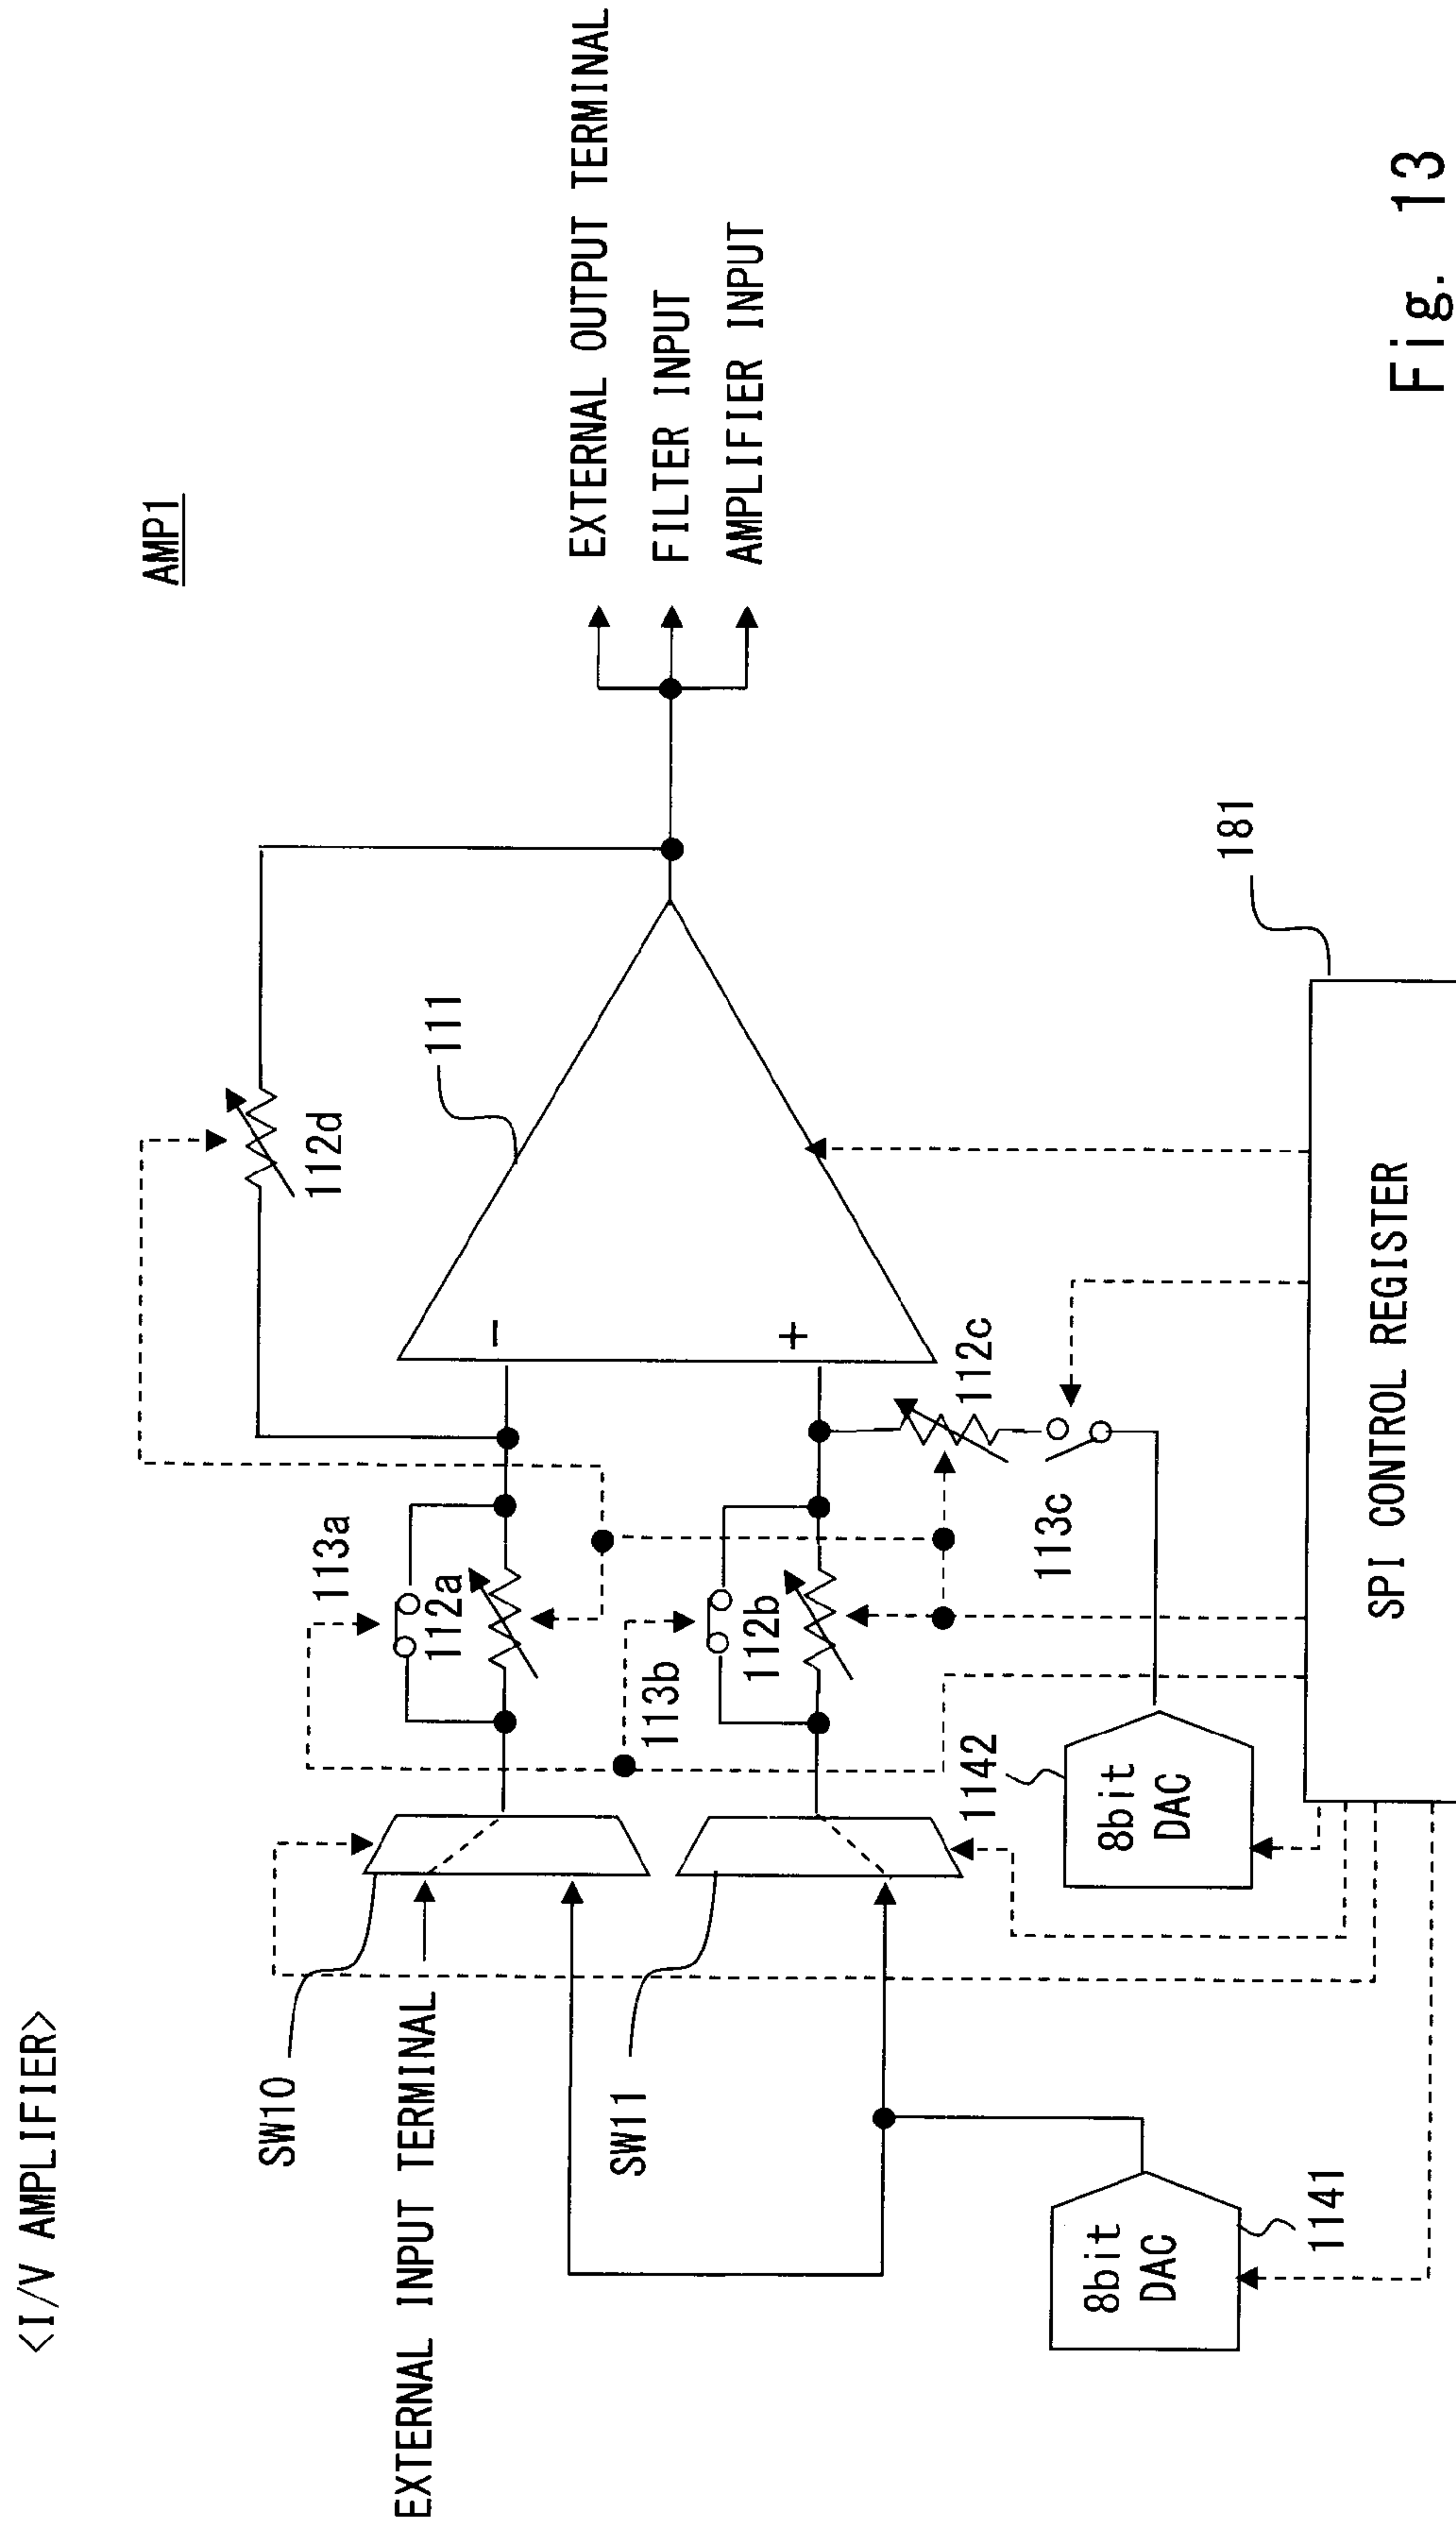 <I/V AMPLIFIER>
AMP1
112d
113a
SW10
112a
111
EXTERNAL INPUT TERMINAL
-
EXTERNAL OUTPUT TERMINAL
FILTER INPUT
AMPLIFIER INPUT
SW11
113b
112b
+
112c
1142
113c
8bit
DAC
8bit
DAC
1141
181
SPI CONTROL REGISTER
Fig. 13